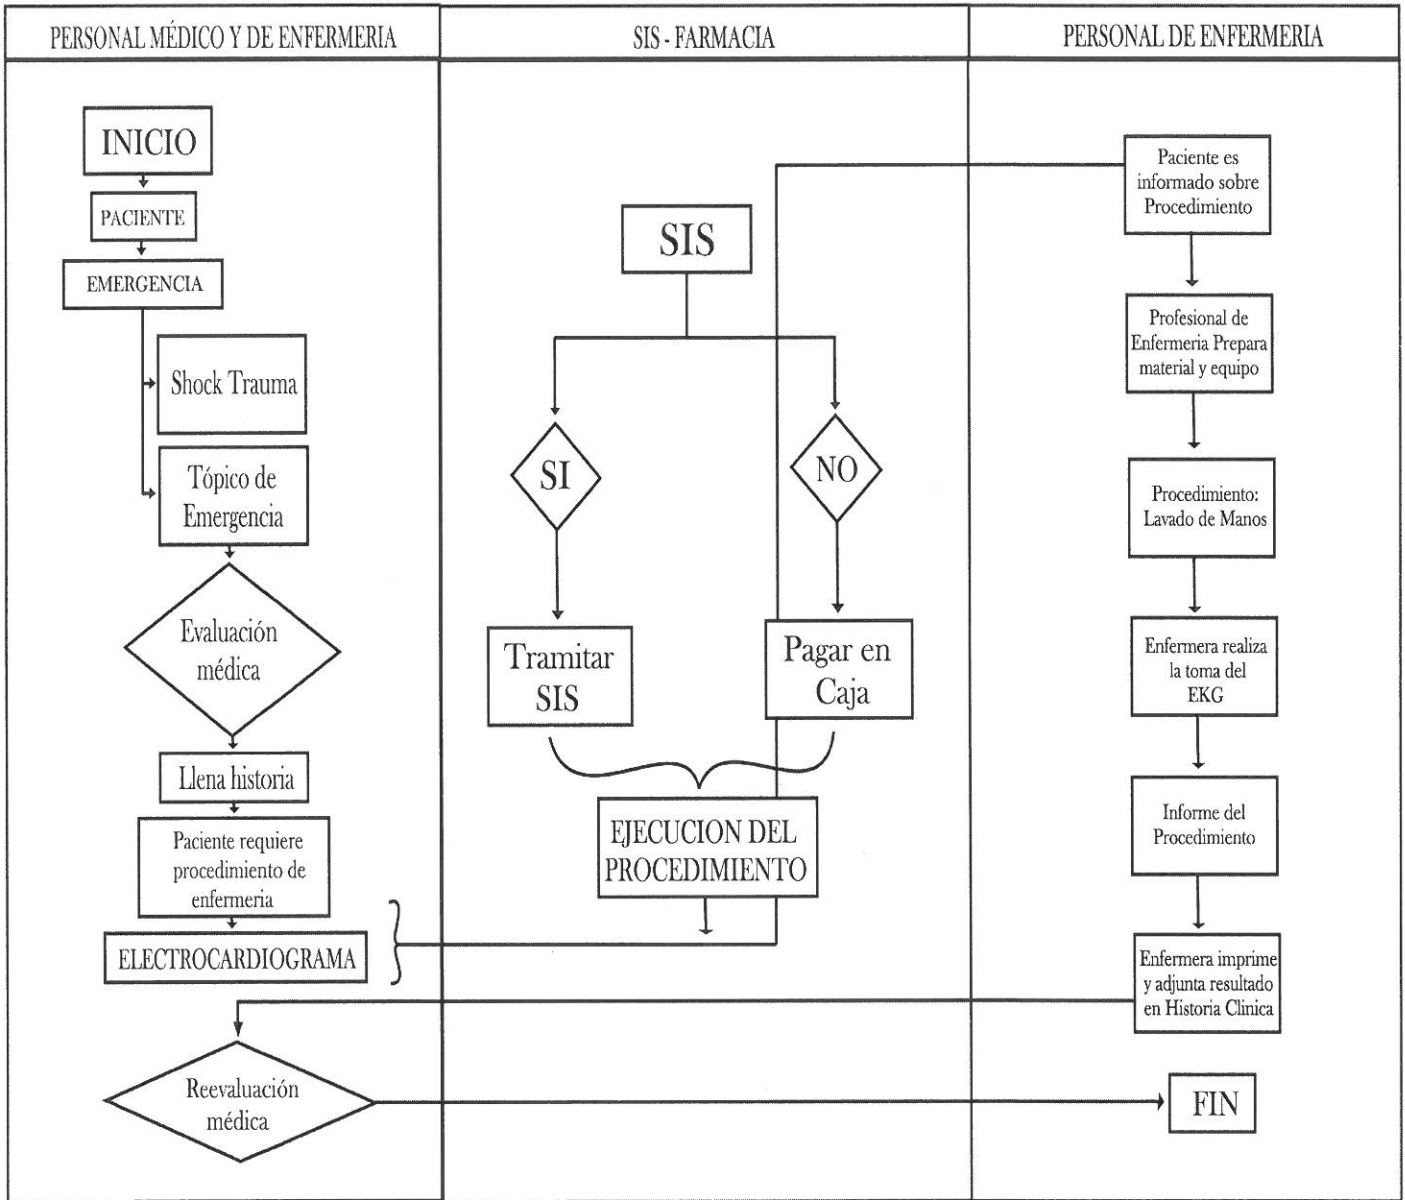 PERSONAL MÉDICO Y DE ENFERMERIA
SIS - FARMACIA
PERSONAL DE ENFERMERIA
INICIO
PACIENTE
EMERGENCIA
Shock Trauma
Tópico de
Emergencia
Evaluación
médica
Llena historia
Paciente requiere
procedimiento de
enfermeria
ELECTROCARDIOGRAMA
Reevaluación
médica
SIS
SI
NO
Tramitar
SIS
Pagar en
Caja
EJECUCION DEL
PROCEDIMIENTO
Paciente es
informado sobre
Procedimiento
Profesional de
Enfermeria Prepara
material y equipo
Procedimiento:
Lavado de Manos
Enfermera realiza
la toma del
EKG
Informe del
Procedimiento
Enfermera imprime
y adjunta resultado
en Historia Clinica
FIN